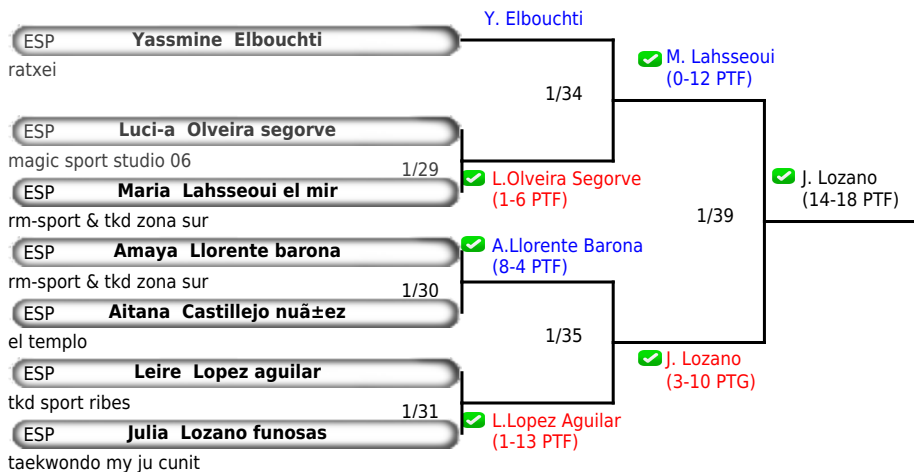 Y. Elbouchti
ESP Yassmine Elbouchti
ratxei
M. Lahsseoui
(0-12 PTF)
1/34
ESP Luci-a Olveira segorve
magic sport studio 06
1/29
ESP Maria Lahsseoui el mir
rm-sport & tkd zona sur
L.Olveira Segorve
(1-6 PTF)
J. Lozano
(14-18 PTF)
1/39
ESP Amaya Llorente barona
rm-sport & tkd zona sur
A.Llorente Barona
(8-4 PTF)
1/30
ESP Aitana Castillejo nuã±ez
el templo
1/35
ESP Leire Lopez aguilar
tkd sport ribes
J. Lozano
(3-10 PTG)
1/31
ESP Julia Lozano funosas
taekwondo my ju cunit
L.Lopez Aguilar
(1-13 PTF)